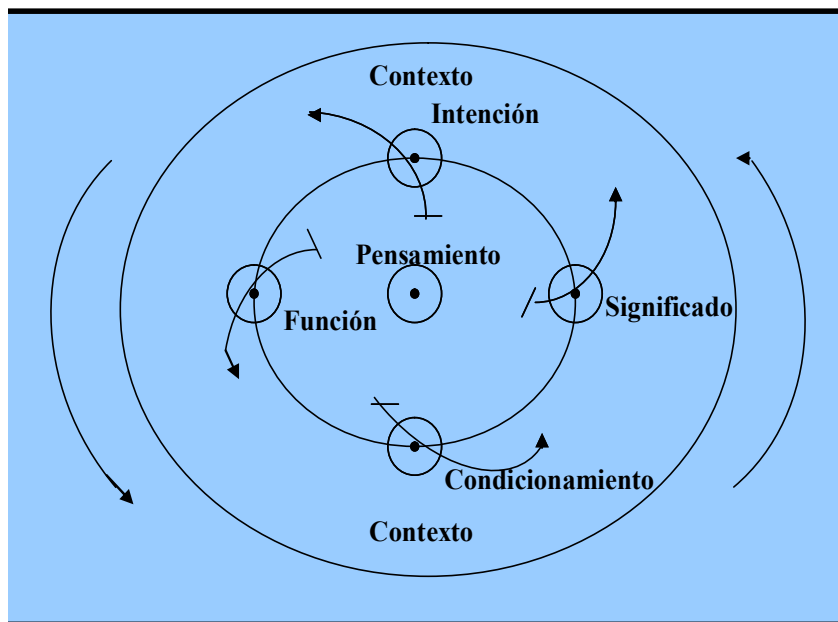 Contexto
Intención
Pensamiento
Función
Significado
Condicionamiento
Contexto